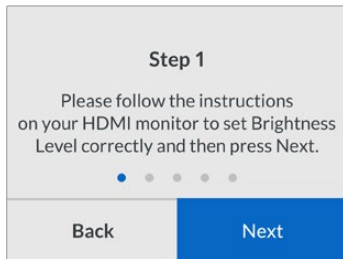 Step 1
Please follow the instructions
on your HDMI monitor to set Brightness
Level correctly and then press Next.
Back
Next